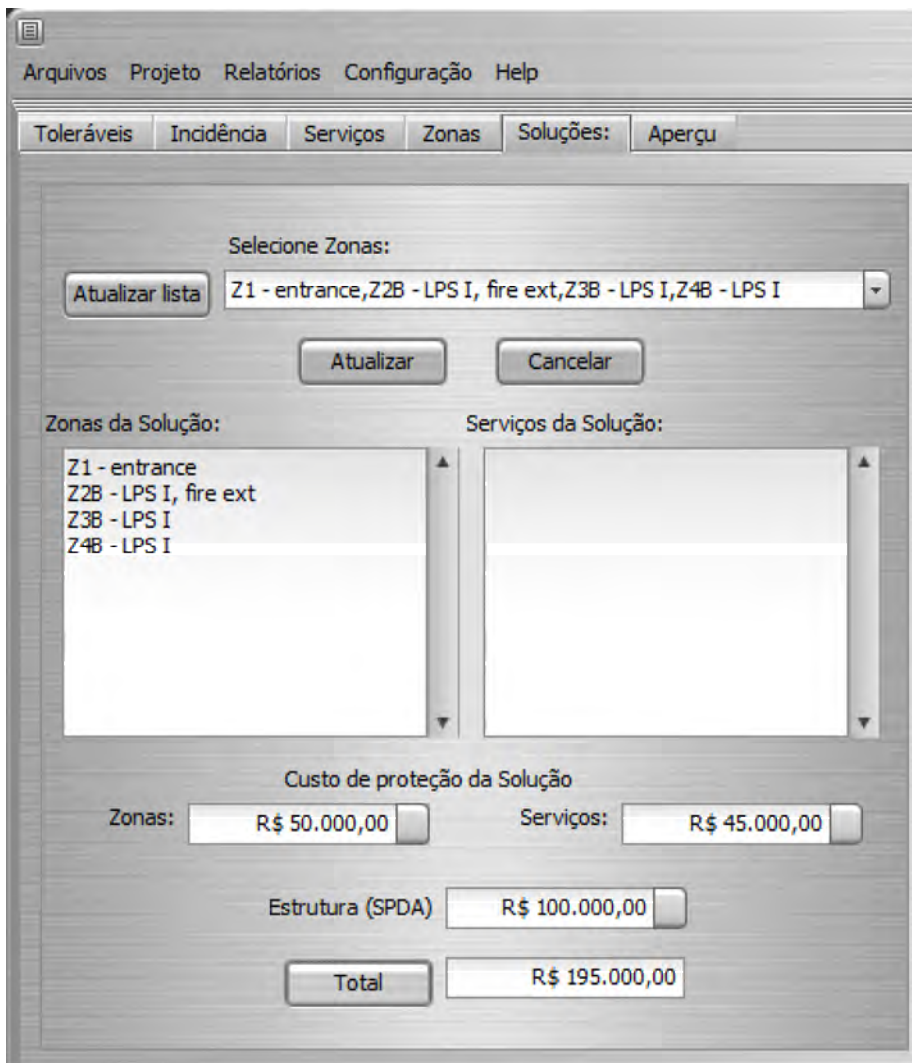 Arquivos Projeto Relatórios Configuração Help
Toleráveis Incidência Serviços Zonas Soluções: Aperçu
Selecione Zonas:
Atualizar lista Z1 - entrance,Z2B - LPS I, fire ext,Z3B - LPS I,Z4B - LPS I
Atualizar Cancelar
Zonas da Solução: Serviços da Solução:
Z1 - entrance
Z2B - LPS I, fire ext
Z3B - LPS I
Z4B - LPS I
Custo de proteção da Solução
Zonas: R$ 50.000,00 Serviços: R$ 45.000,00
Estrutura (SPDA) R$ 100.000,00
Total R$ 195.000,00